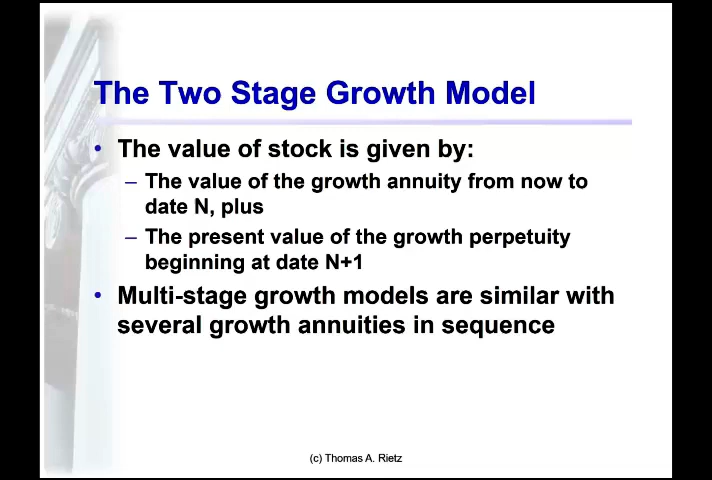 The Two Stage Growth Model
• The value of stock is given by:
– The value of the growth annuity from now to
date N, plus
– The present value of the growth perpetuity
beginning at date N+1
• Multi-stage growth models are similar with
several growth annuities in sequence
(c) Thomas A. Rietz